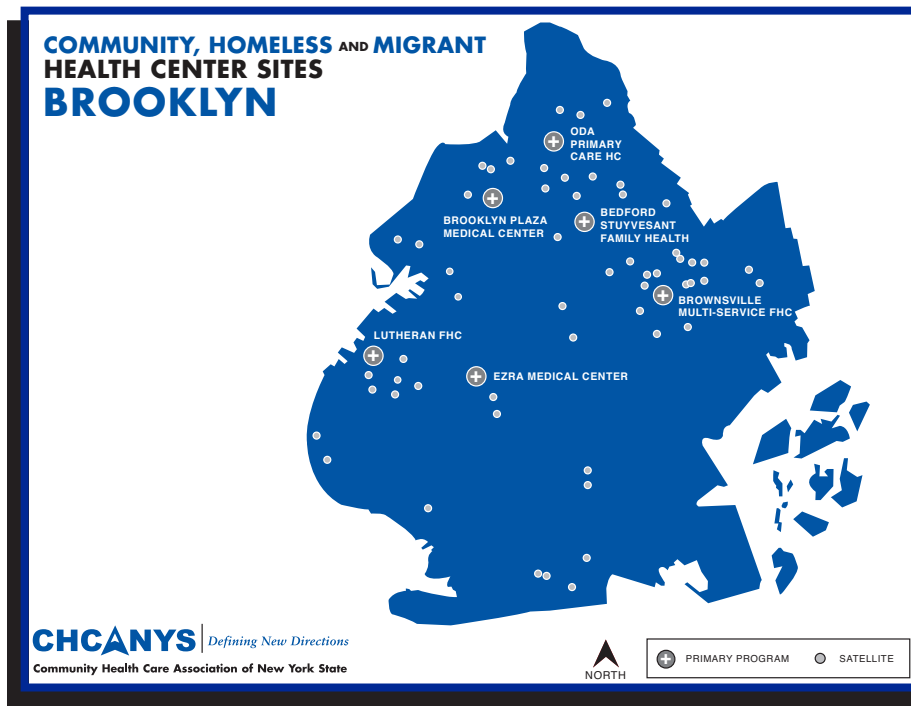 COMMUNITY, HOMELESS AND MIGRANT
HEALTH CENTER SITES
BROOKLYN
ODA
PRIMARY
CARE HC
BROOKLYN PLAZA
MEDICAL CENTER
BEDFORD
STUYVESANT
FAMILY HEALTH
BROWNSVILLE
MULTI-SERVICE FHC
LUTHERAN FHC
EZRA MEDICAL CENTER
CHCANYS Defining New Directions
Community Health Care Association of New York State
NORTH
PRIMARY PROGRAM SATELLITE